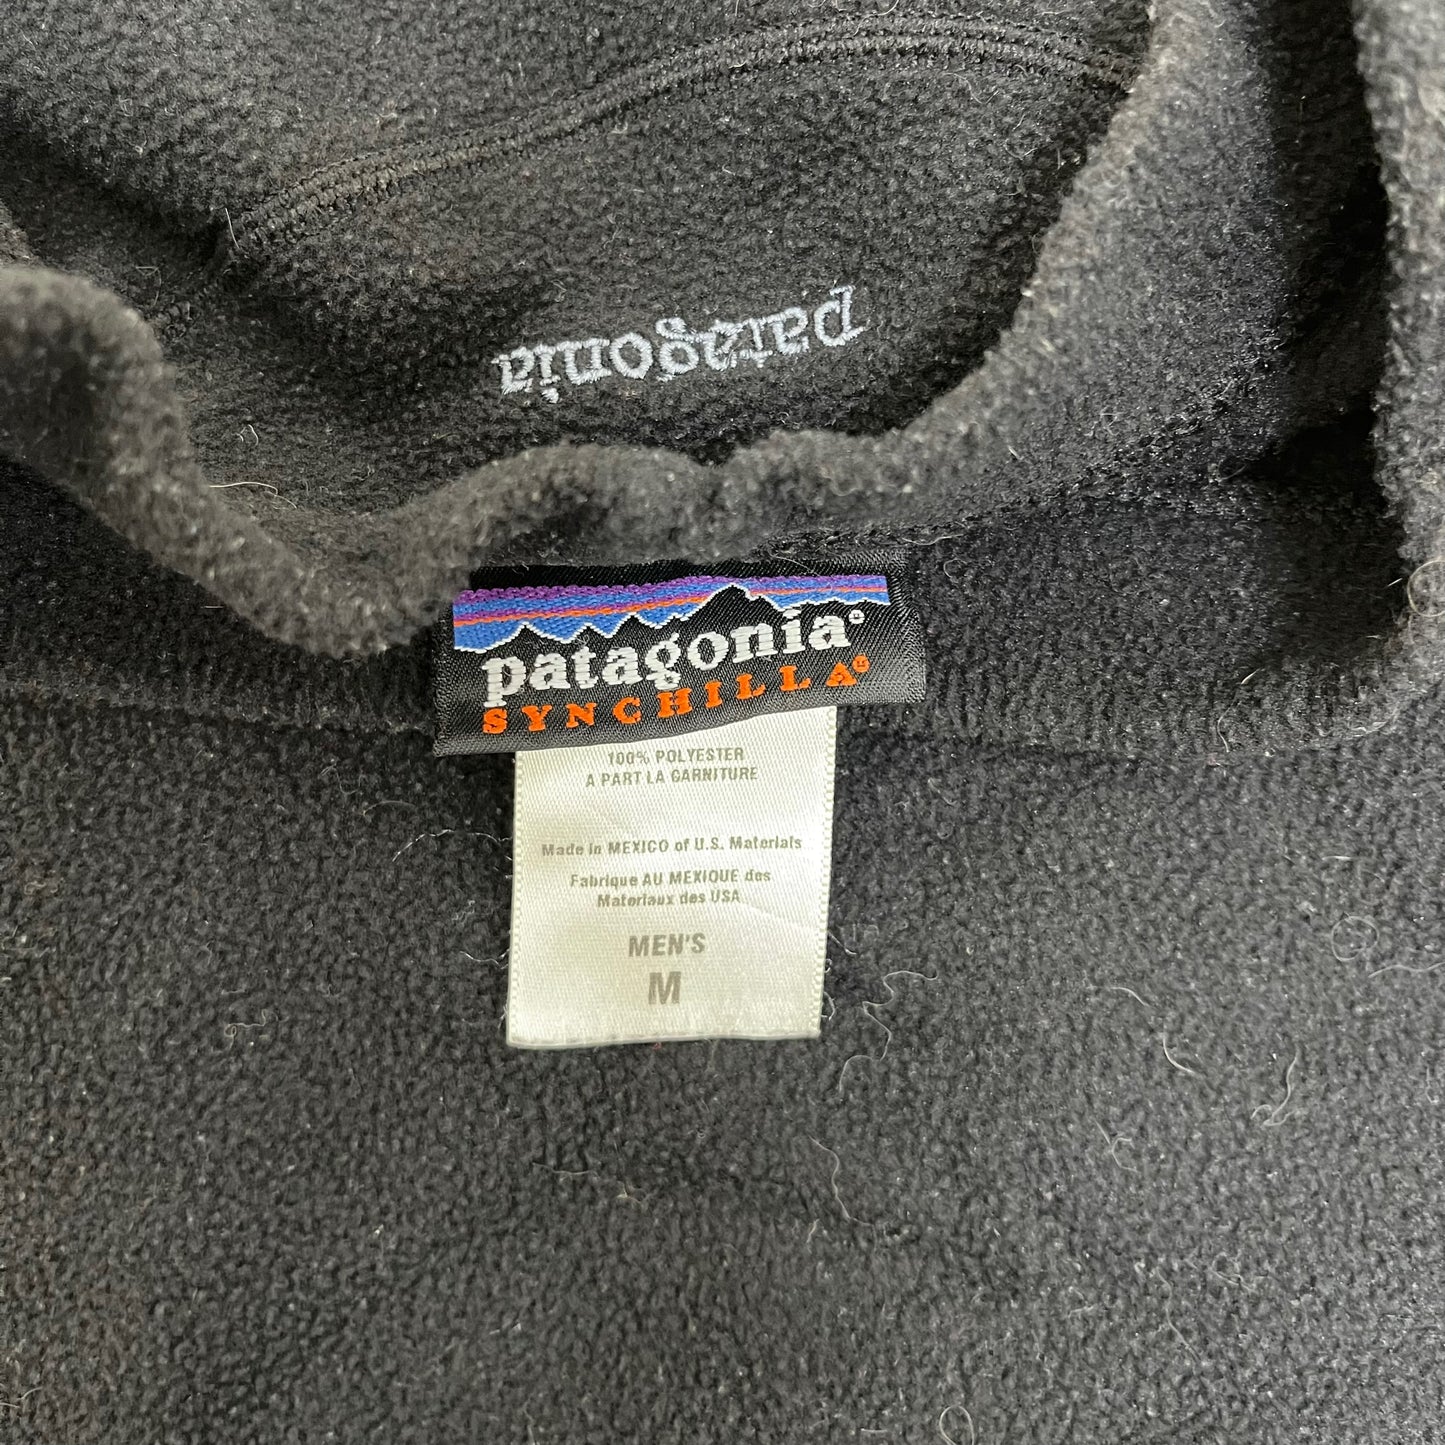 patagonia
patagonia®
SYNCHILLA®
100% POLYESTER
A PART LA GARNITURE
Made in MEXICO of U.S. Materials
Fabrique AU MEXIQUE des
Materiaux des USA
MEN'S
M